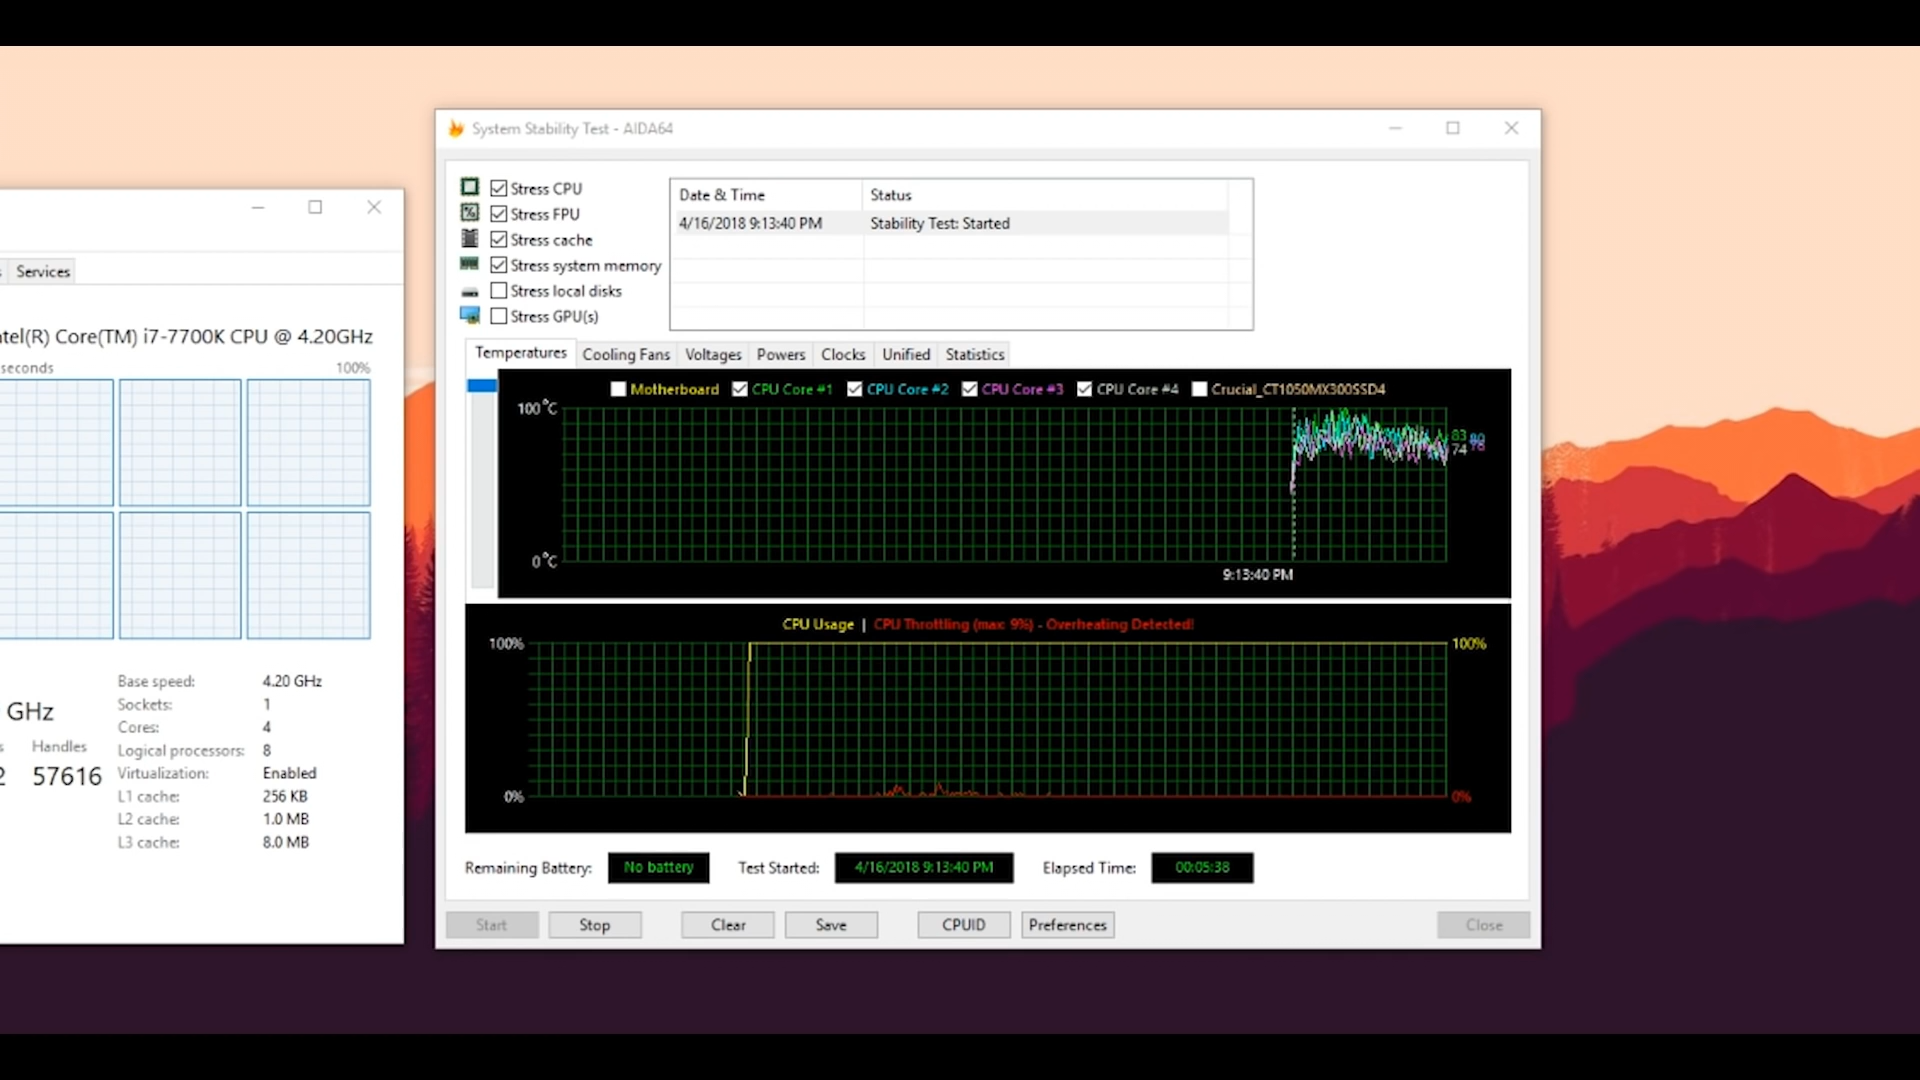 Services
ntel(R) Core(TM) i7-7700K CPU @ 4.20GHz
seconds
100%
GHz
Handles
2
57616
Base speed: 4.20 GHz
Sockets: 1
Cores: 4
Logical processors: 8
Virtualization: Enabled
L1 cache: 256 KB
L2 cache: 1.0 MB
L3 cache: 8.0 MB
System Stability Test - AIDA64
Stress CPU
Stress FPU
Stress cache
Stress system memory
Stress local disks
Stress GPU(s)
Date & Time Status
4/16/2018 9:13:40 PM Stability Test: Started
Temperatures Cooling Fans Voltages Powers Clocks Unified Statistics
Motherboard CPU Core #1 CPU Core #2 CPU Core #3 CPU Core #4 Crucial_CT1050MX300SSD4
100°C
83
74
0°C
9:13:40 PM
CPU Usage | CPU Throttling (max: 9%) - Overheating Detected!
100% 100%
0% 0%
Remaining Battery: No battery Test Started: 4/16/2018 9:13:40 PM Elapsed Time: 00:05:38
Start Stop Clear Save CPUID Preferences Close